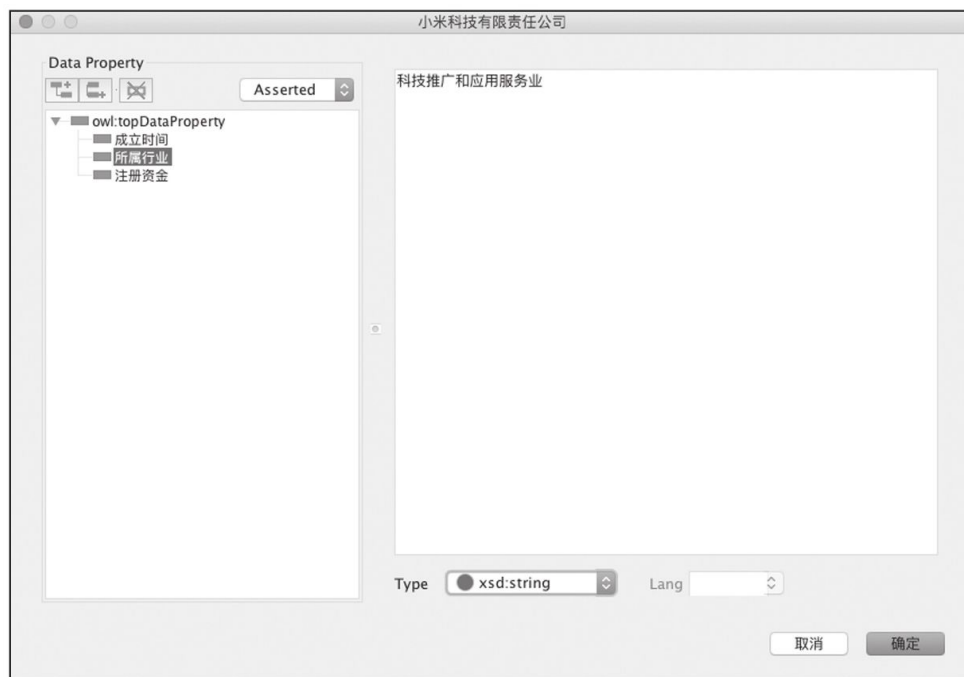 小米科技有限责任公司
Data Property
Asserted
owl:topDataProperty
成立时间
所属行业
注册资金
科技推广和应用服务业
Type xsd:string Lang
取消 确定